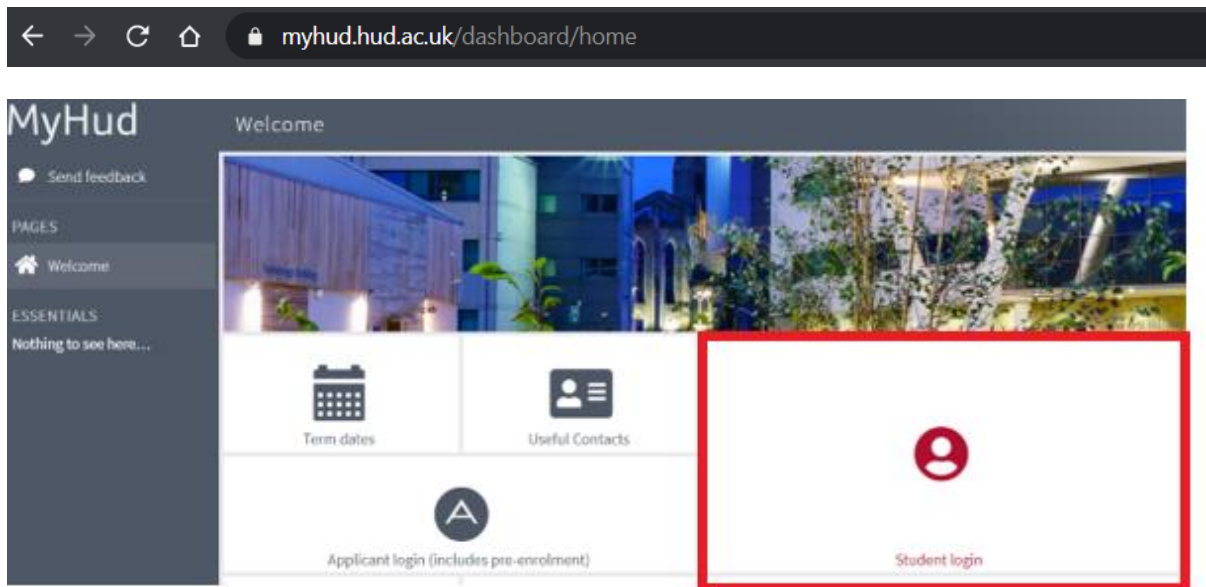 myhud.hud.ac.uk/dashboard/home
MyHud
Welcome
Send feedback
PAGES
Welcome
ESSENTIALS
Nothing to see here...
Term dates
Useful Contacts
Applicant login (includes pre-enrolment)
Student login